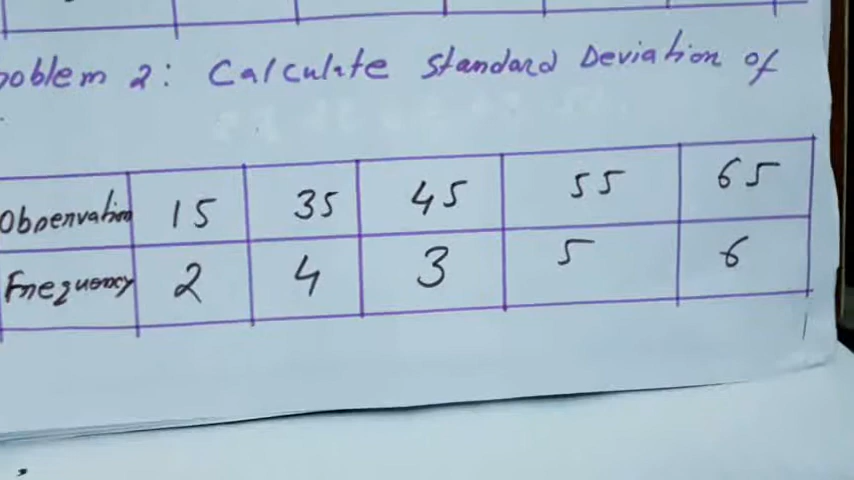 oblem 2: Calculate Standard Deviation of
Observation 15 35 45 55 65
Frequency 2 4 3 5 6